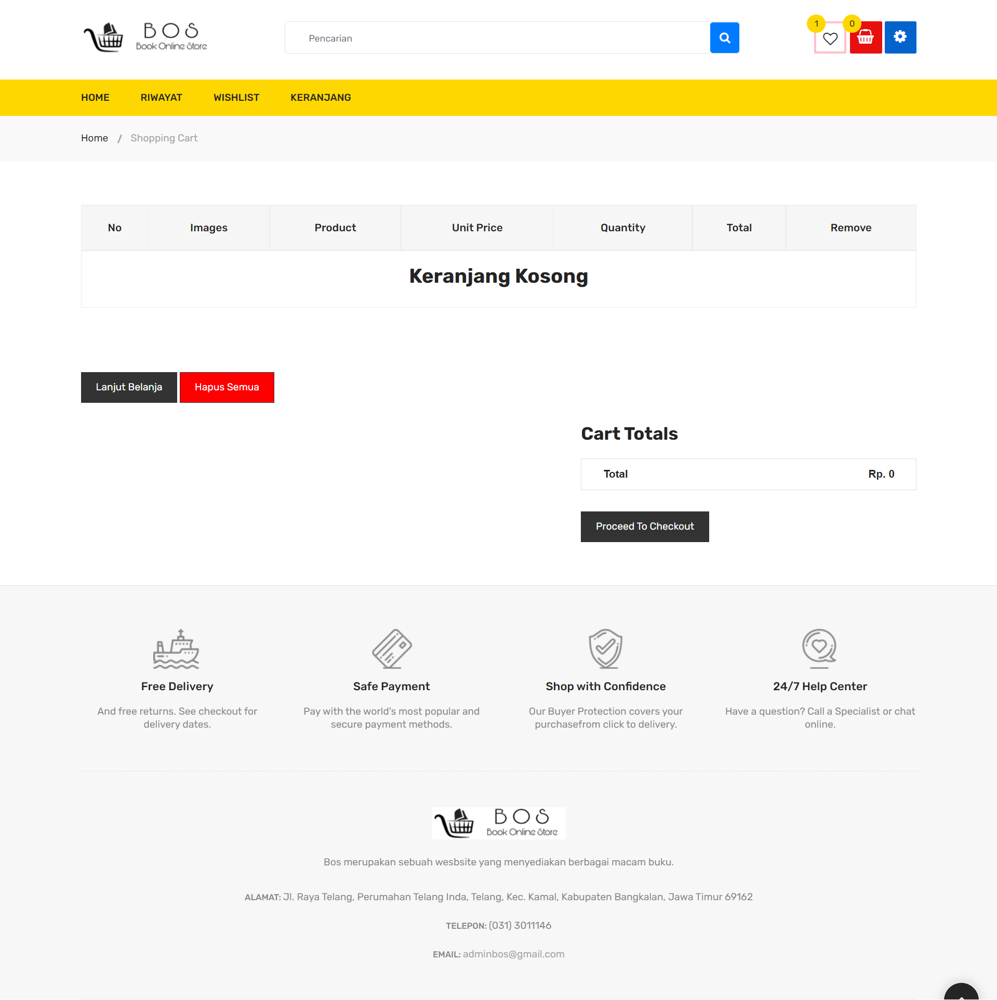 BOS
Book Online Store
Pencarian
1
0
HOME RIWAYAT WISHLIST KERANJANG
Home / Shopping Cart
No Images Product Unit Price Quantity Total Remove
Keranjang Kosong
Lanjut Belanja Hapus Semua
Cart Totals
Total Rp. 0
Proceed To Checkout
Free Delivery
And free returns. See checkout for
delivery dates.
Safe Payment
Pay with the world's most popular and
secure payment methods.
Shop with Confidence
Our Buyer Protection covers your
purchasefrom click to delivery.
24/7 Help Center
Have a question? Call a Specialist or chat
online.
BOS
Book Online Store
Bos merupakan sebuah wesbsite yang menyediakan berbagai macam buku.
ALAMAT: Jl. Raya Telang, Perumahan Telang Inda, Telang, Kec. Kamal, Kabupaten Bangkalan, Jawa Timur 69162
TELEPON: (031) 3011146
EMAIL: adminbos@gmail.com